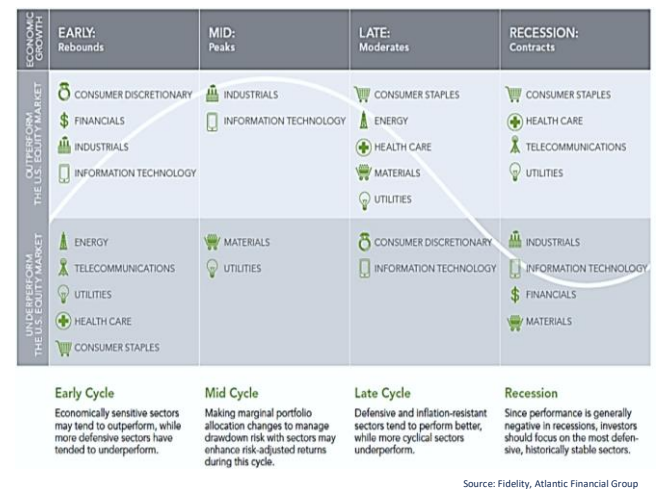 ECONOMIC
GROWTH
EARLY:
Rebounds
MID:
Peaks
LATE:
Moderates
RECESSION:
Contracts
OUTPERFORM
THE U.S. EQUITY MARKET
CONSUMER DISCRETIONARY
$ FINANCIALS
INDUSTRIALS
INFORMATION TECHNOLOGY
INDUSTRIALS
INFORMATION TECHNOLOGY
CONSUMER STAPLES
ENERGY
HEALTH CARE
MATERIALS
UTILITIES
CONSUMER STAPLES
HEALTH CARE
TELECOMMUNICATIONS
UTILITIES
UNDERPERFORM
THE U.S. EQUITY MARKET
ENERGY
TELECOMMUNICATIONS
UTILITIES
HEALTH CARE
CONSUMER STAPLES
MATERIALS
UTILITIES
CONSUMER DISCRETIONARY
INFORMATION TECHNOLOGY
INDUSTRIALS
INFORMATION TECHNOLOGY
$ FINANCIALS
MATERIALS
Early Cycle
Economically sensitive sectors
may tend to outperform, while
more defensive sectors have
tended to underperform.
Mid Cycle
Making marginal portfolio
allocation changes to manage
drawdown risk with sectors may
enhance risk-adjusted returns
during this cycle.
Late Cycle
Defensive and inflation-resistant
sectors tend to perform better,
while more cyclical sectors
underperform.
Recession
Since performance is generally
negative in recessions, investors
should focus on the most defen-
sive, historically stable sectors.
Source: Fidelity, Atlantic Financial Group